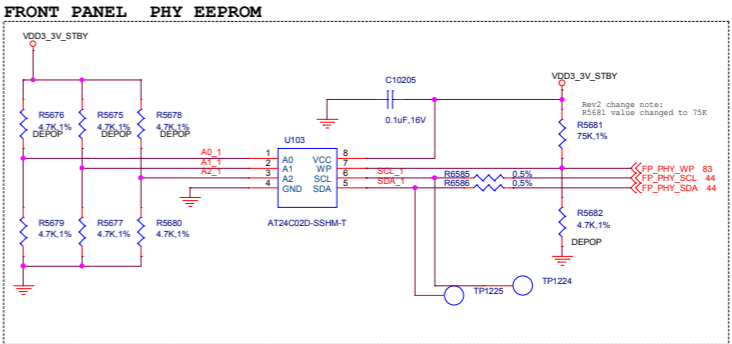 FRONT PANEL PHY EEPROM
VDD3_3V_STBY
R5676
4.7K,1%
DEPOP
R5675
4.7K,1%
DEPOP
R5678
4.7K,1%
DEPOP
A0_1
A1_1
A2_1
R5679
4.7K,1%
R5677
4.7K,1%
R5680
4.7K,1%
U103
1 A0 VCC 8
2 A1 WP 7
3 A2 SCL 6
4 GND SDA 5
AT24C02D-SSHM-T
C10205
0.1uF,16V
SCL_1
SDA_1
R6585 0,5%
R6586 0,5%
VDD3_3V_STBY
Rev2 change note:
R5681 value changed to 75K
R5681
75K,1%
FP_PHY_WP 83
FP_PHY_SCL 44
FP_PHY_SDA 44
R5682
4.7K,1%
DEPOP
TP1225
TP1224